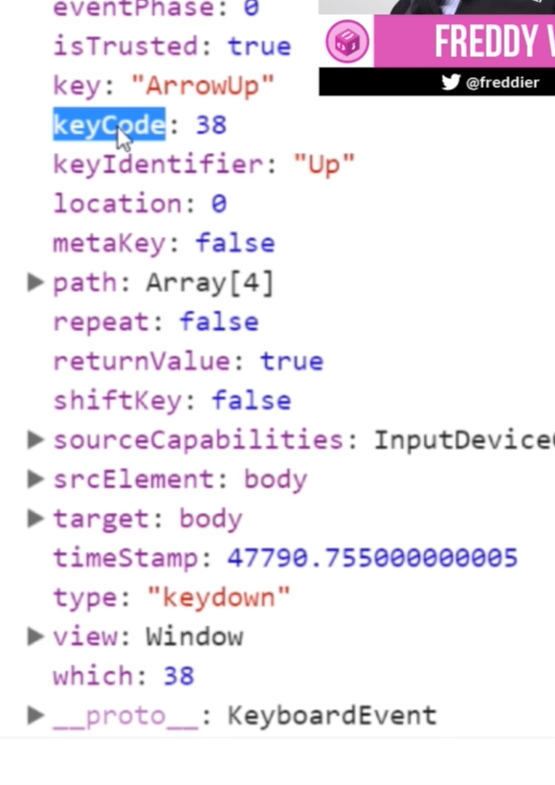 eventPhase: 0
isTrusted: true
FREDDY
@freddier
key: "ArrowUp"
keyCode: 38
keyIdentifier: "Up"
location: 0
metaKey: false
path: Array[4]
repeat: false
returnValue: true
shiftKey: false
sourceCapabilities: InputDevice
srcElement: body
target: body
timeStamp: 47790.755000000005
type: "keydown"
view: Window
which: 38
__proto__: KeyboardEvent